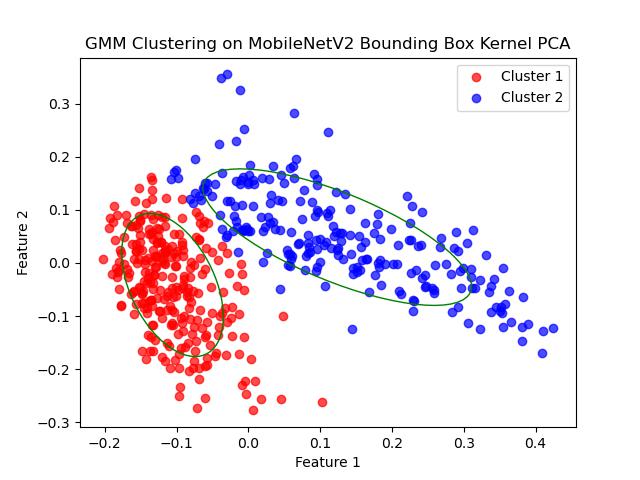 GMM Clustering on MobileNetV2 Bounding Box Kernel PCA
Cluster 1
Cluster 2
0.3
0.2
0.1
0.0
−0.1
−0.2
−0.3
Feature 2
−0.2 −0.1 0.0 0.1 0.2 0.3 0.4
Feature 1